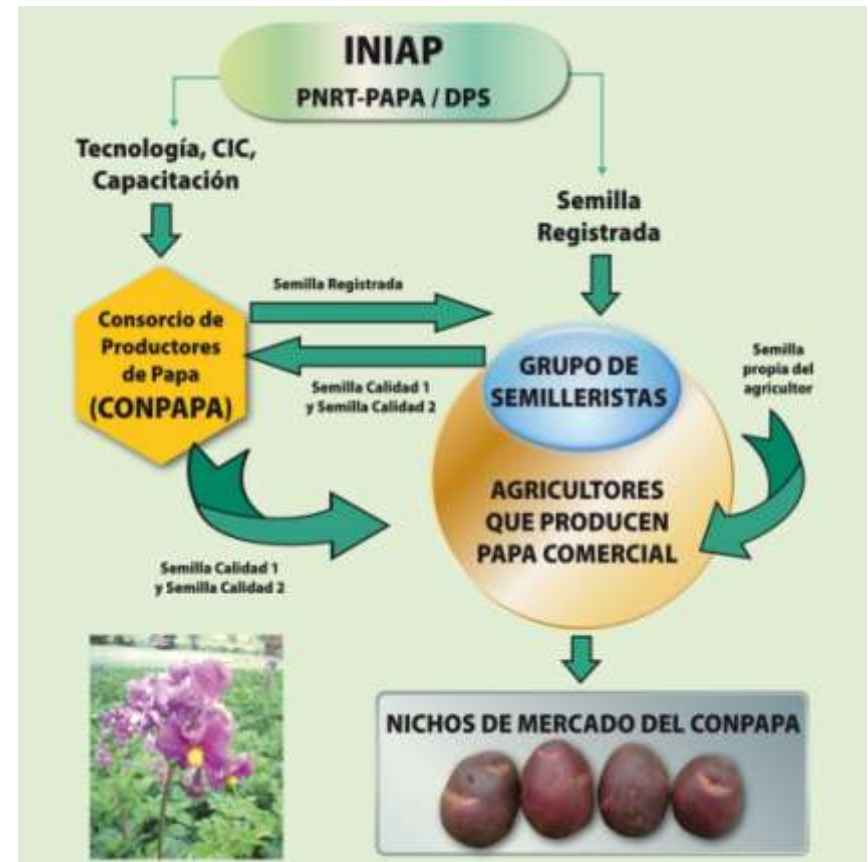 INIAP
PNRT-PAPA / DPS
Tecnología, CIC,
Capacitación
Semilla
Registrada
Semilla Registrada
Consorcio de
Productores
de Papa
(CONPAPA)
Semilla Calidad 1
y Semilla Calidad 2
GRUPO DE
SEMILLERISTAS
Semilla
propia del
agricultor
AGRICULTORES
QUE PRODUCEN
PAPA COMERCIAL
Semilla Calidad 1
y Semilla Calidad 2
NICHOS DE MERCADO DEL CONPAPA